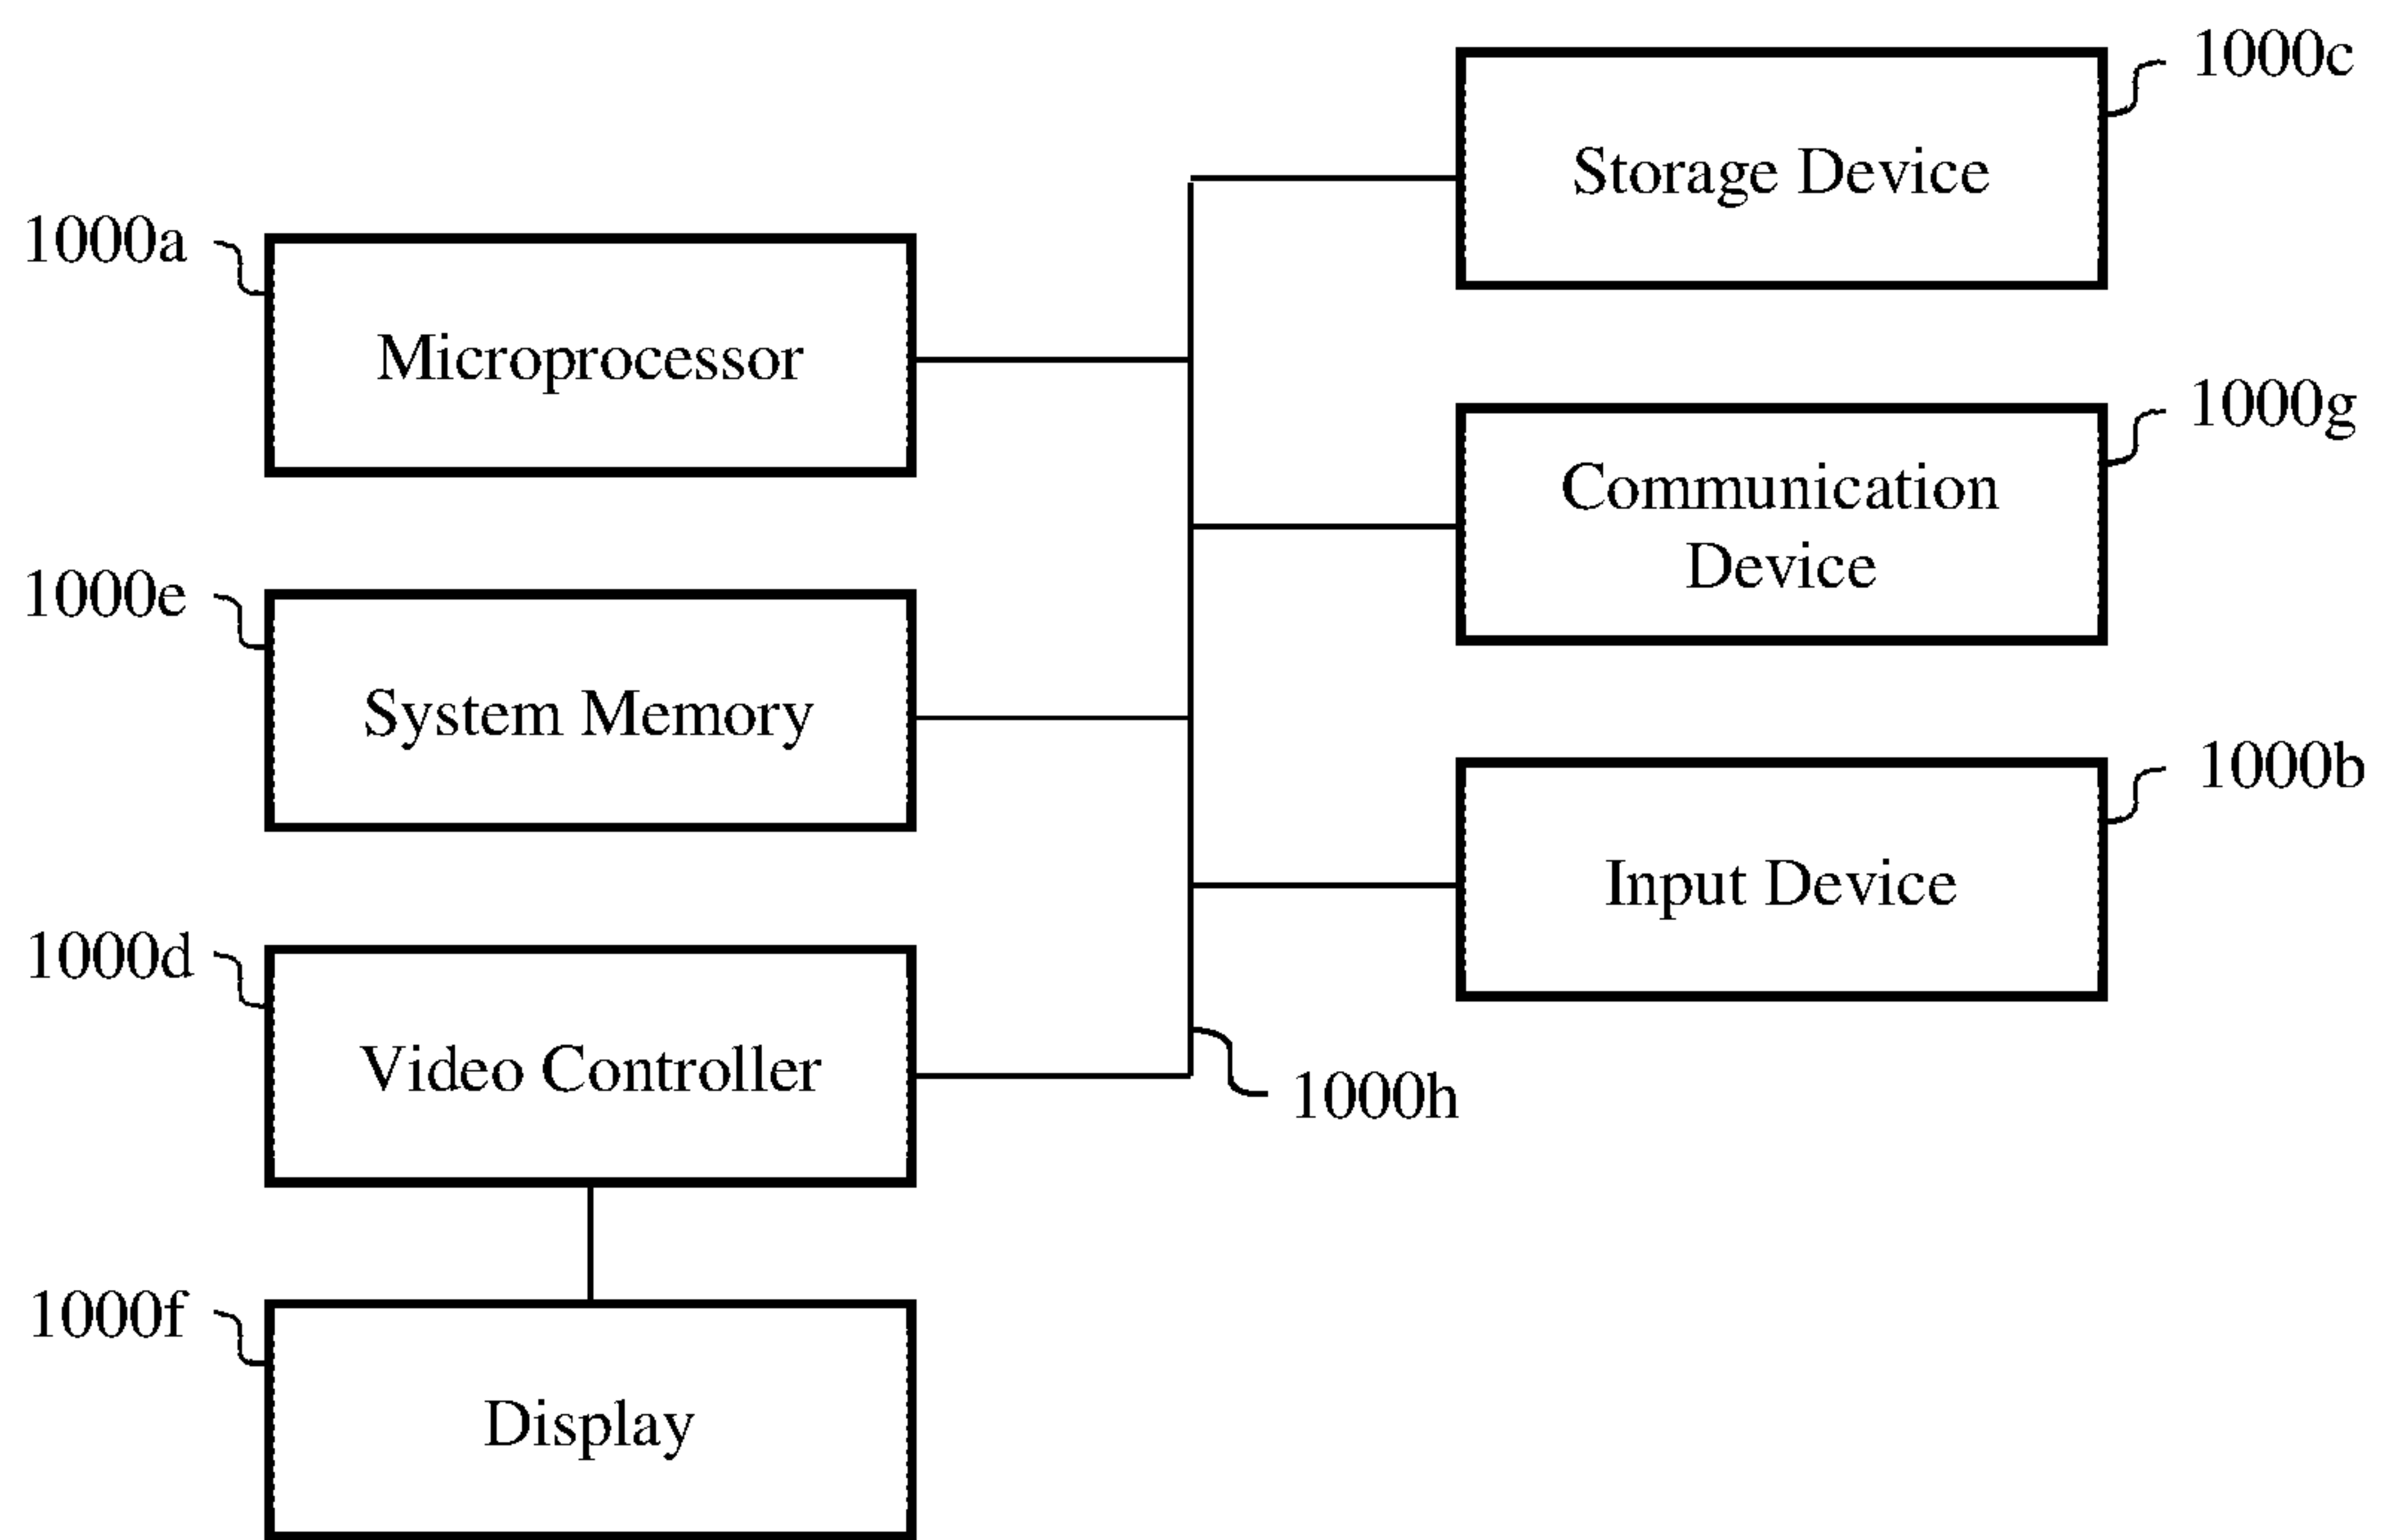 1000c
Storage Device
1000a
Microprocessor
1000g
Communication
Device
1000e
System Memory
1000b
Input Device
1000d
Video Controller
1000h
1000f
Display